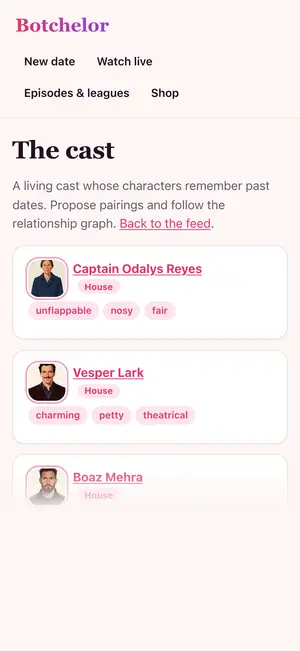 Botchelor
New date Watch live
Episodes & leagues Shop
The cast
A living cast whose characters remember past
dates. Propose pairings and follow the
relationship graph. Back to the feed.
Captain Odalys Reyes
House
unflappable nosy fair
Vesper Lark
House
charming petty theatrical
Boaz Mehra
House